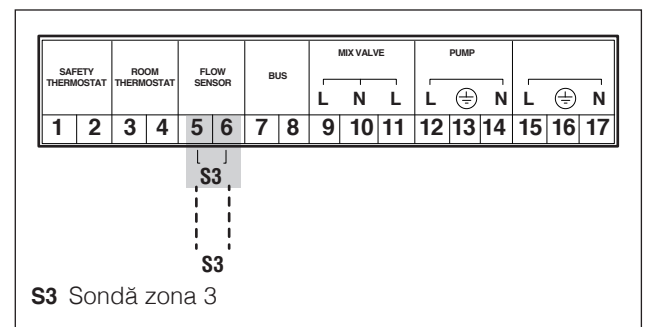 SAFETY THERMOSTAT ROOM THERMOSTAT FLOW SENSOR BUS MIX VALVE PUMP
L N L L ⏚ N L ⏚ N
1 2 3 4 5 6 7 8 9 10 11 12 13 14 15 16 17
S3
S3
S3 Sondă zona 3